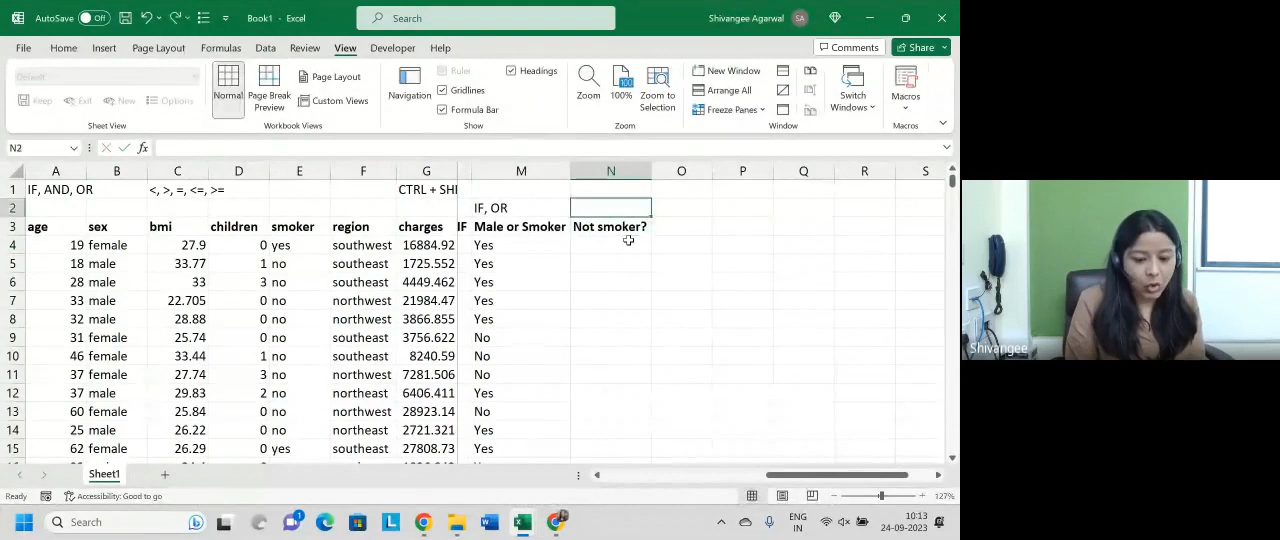 AutoSave Off Book1 - Excel Search Shivangee Agarwal SA
File Home Insert Page Layout Formulas Data Review View Developer Help Comments Share
Default
Keep Exit New Options
Sheet View
Normal
Page Break Preview
Page Layout
Custom Views
Workbook Views
Navigation
Ruler
Gridlines
Formula Bar
Headings
Show
Zoom
100
100%
Zoom to Selection
Zoom
New Window
Arrange All
Freeze Panes
Switch Windows
Window
Macros
Macros
N2 fx
A B C D E F G M N O P Q R S
1 IF, AND, OR <, >, =, <=, >= CTRL + SHI
2 IF, OR
3 age sex bmi children smoker region charges IF Male or Smoker Not smoker?
4 19 female 27.9 0 yes southwest 16884.92 Yes
5 18 male 33.77 1 no southeast 1725.552 Yes
6 28 male 33 3 no southeast 4449.462 Yes
7 33 male 22.705 0 no northwest 21984.47 Yes
8 32 male 28.88 0 no northwest 3866.855 Yes
9 31 female 25.74 0 no southeast 3756.622 No
10 46 female 33.44 1 no southeast 8240.59 No
11 37 female 27.74 3 no northwest 7281.506 No
12 37 male 29.83 2 no northeast 6406.411 Yes
13 60 female 25.84 0 no northwest 28923.14 No
14 25 male 26.22 0 no northeast 2721.321 Yes
15 62 female 26.29 0 yes southeast 27808.73 Yes
Sheet1
Ready Accessibility: Good to go 127%
Search 1 L ENG IN 10:13 24-09-2023
Shivangee